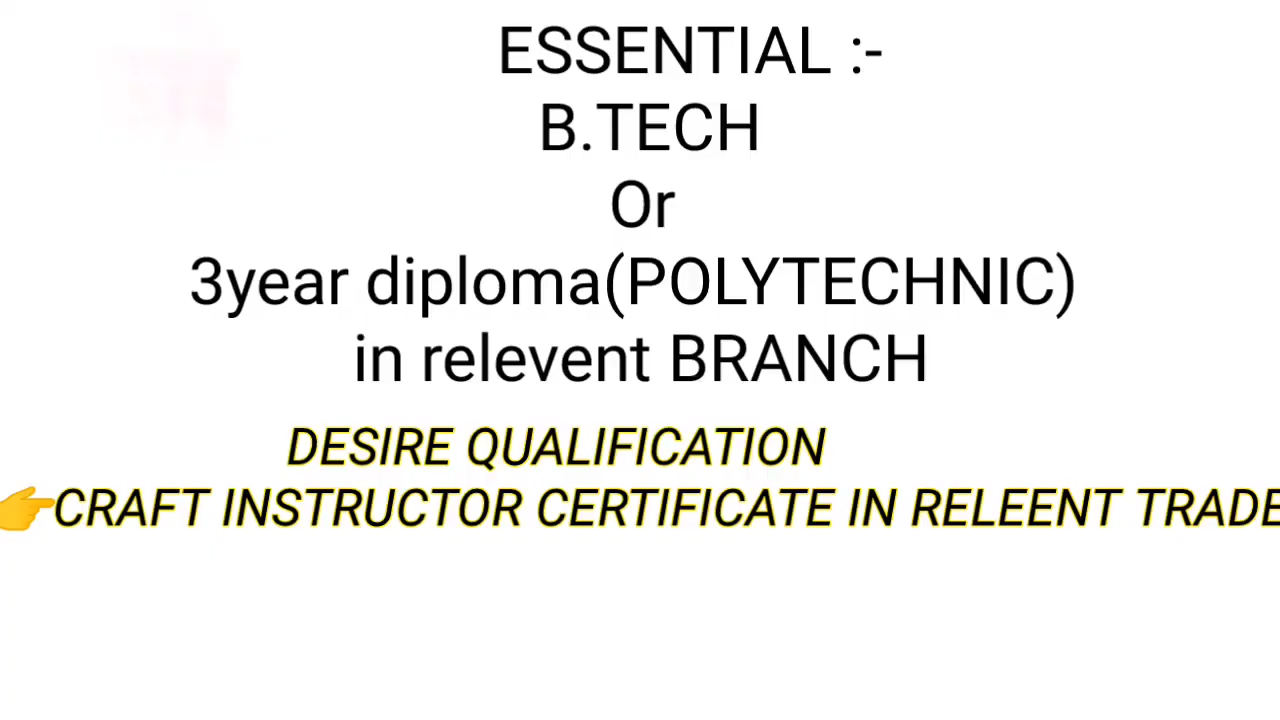 ESSENTIAL :-
B.TECH
Or
3year diploma(POLYTECHNIC)
in relevent BRANCH
DESIRE QUALIFICATION
👉CRAFT INSTRUCTOR CERTIFICATE IN RELEENT TRADE